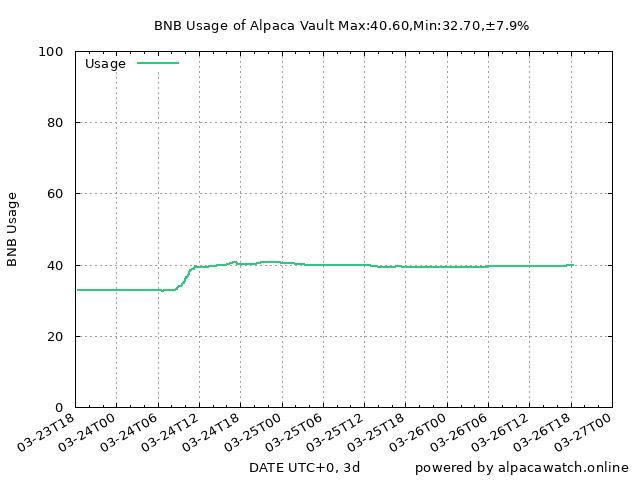 BNB Usage of Alpaca Vault Max:40.60,Min:32.70,±7.9%
Usage
BNB Usage
100
80
60
40
20
0
03-23T18
03-24T00
03-24T06
03-24T12
03-24T18
03-25T00
03-25T06
03-25T12
03-25T18
03-26T00
03-26T06
03-26T12
03-26T18
03-27T00
DATE UTC+0, 3d
powered by alpacawatch.online